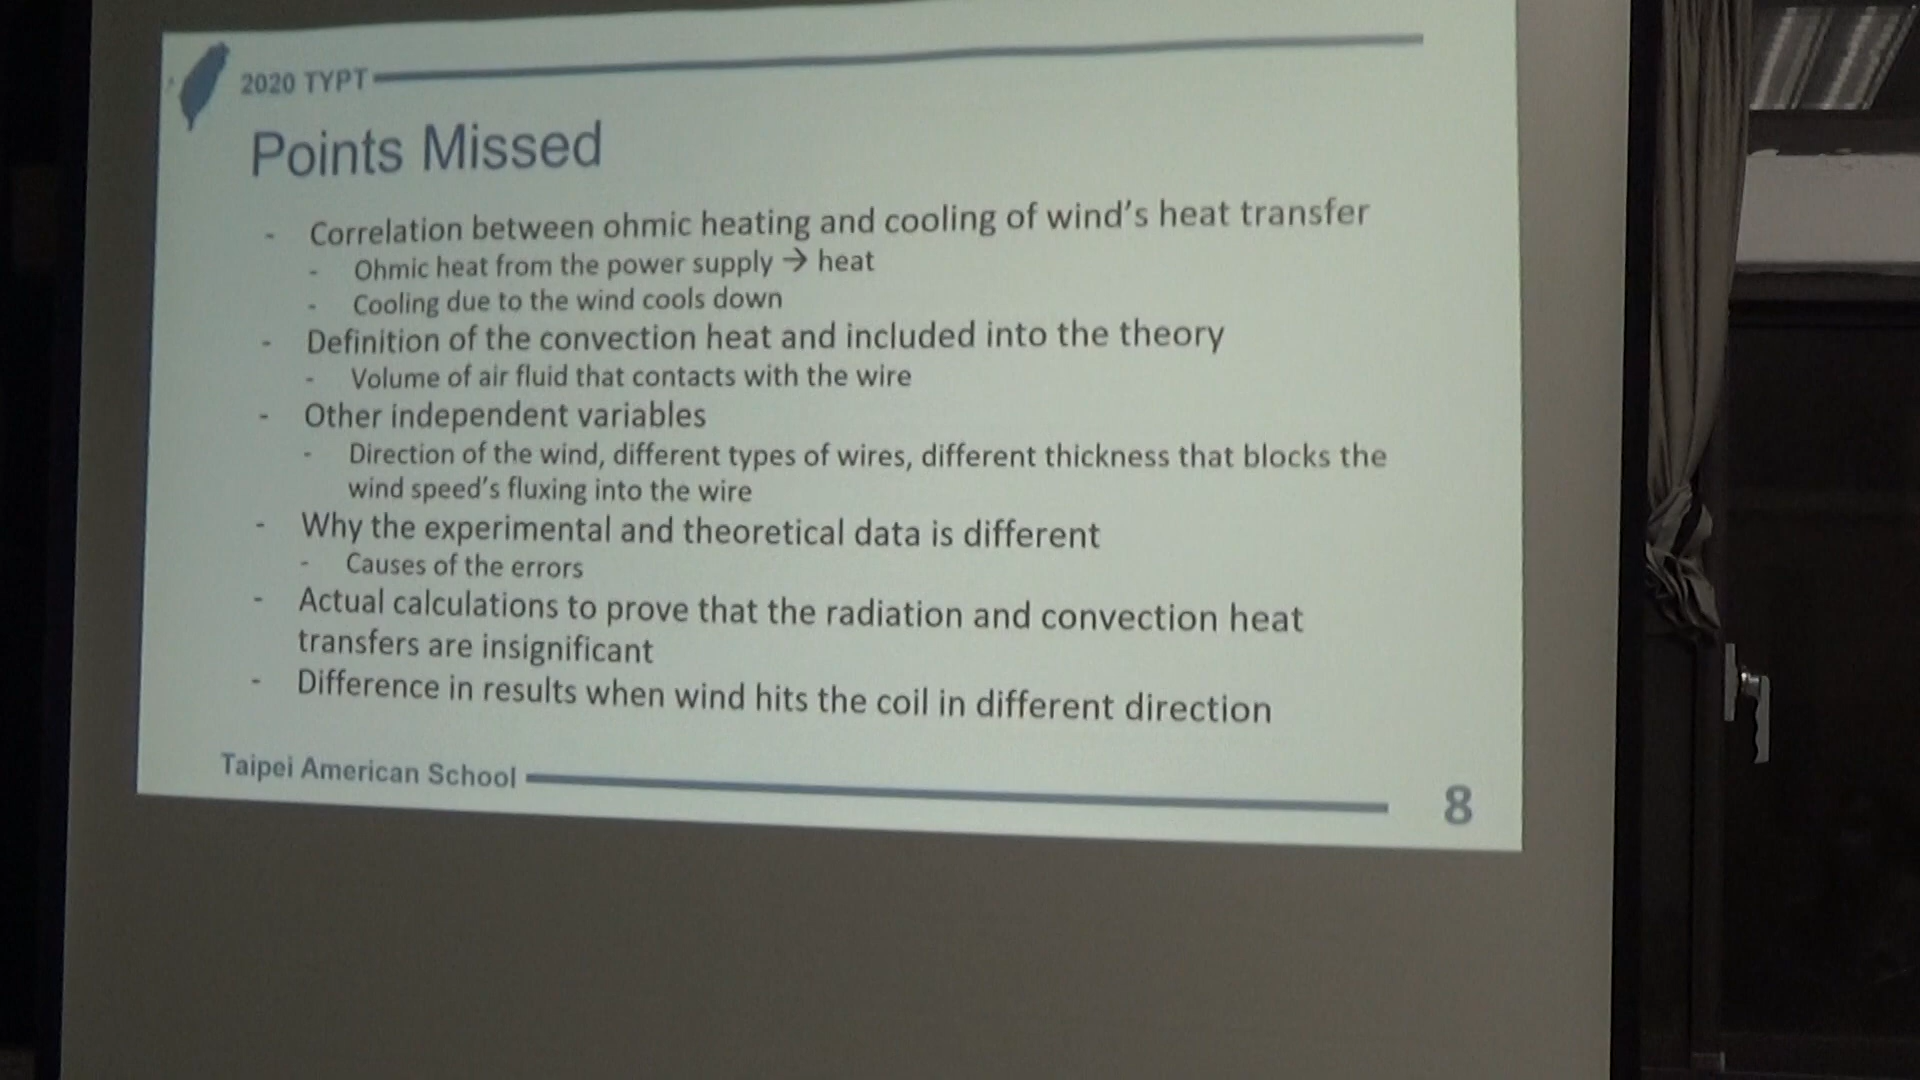 2020 TYPT
Points Missed
- Correlation between ohmic heating and cooling of wind's heat transfer
- Ohmic heat from the power supply → heat
- Cooling due to the wind cools down
- Definition of the convection heat and included into the theory
- Volume of air fluid that contacts with the wire
- Other independent variables
- Direction of the wind, different types of wires, different thickness that blocks the
wind speed's fluxing into the wire
- Why the experimental and theoretical data is different
- Causes of the errors
- Actual calculations to prove that the radiation and convection heat
transfers are insignificant
- Difference in results when wind hits the coil in different direction
Taipei American School
8